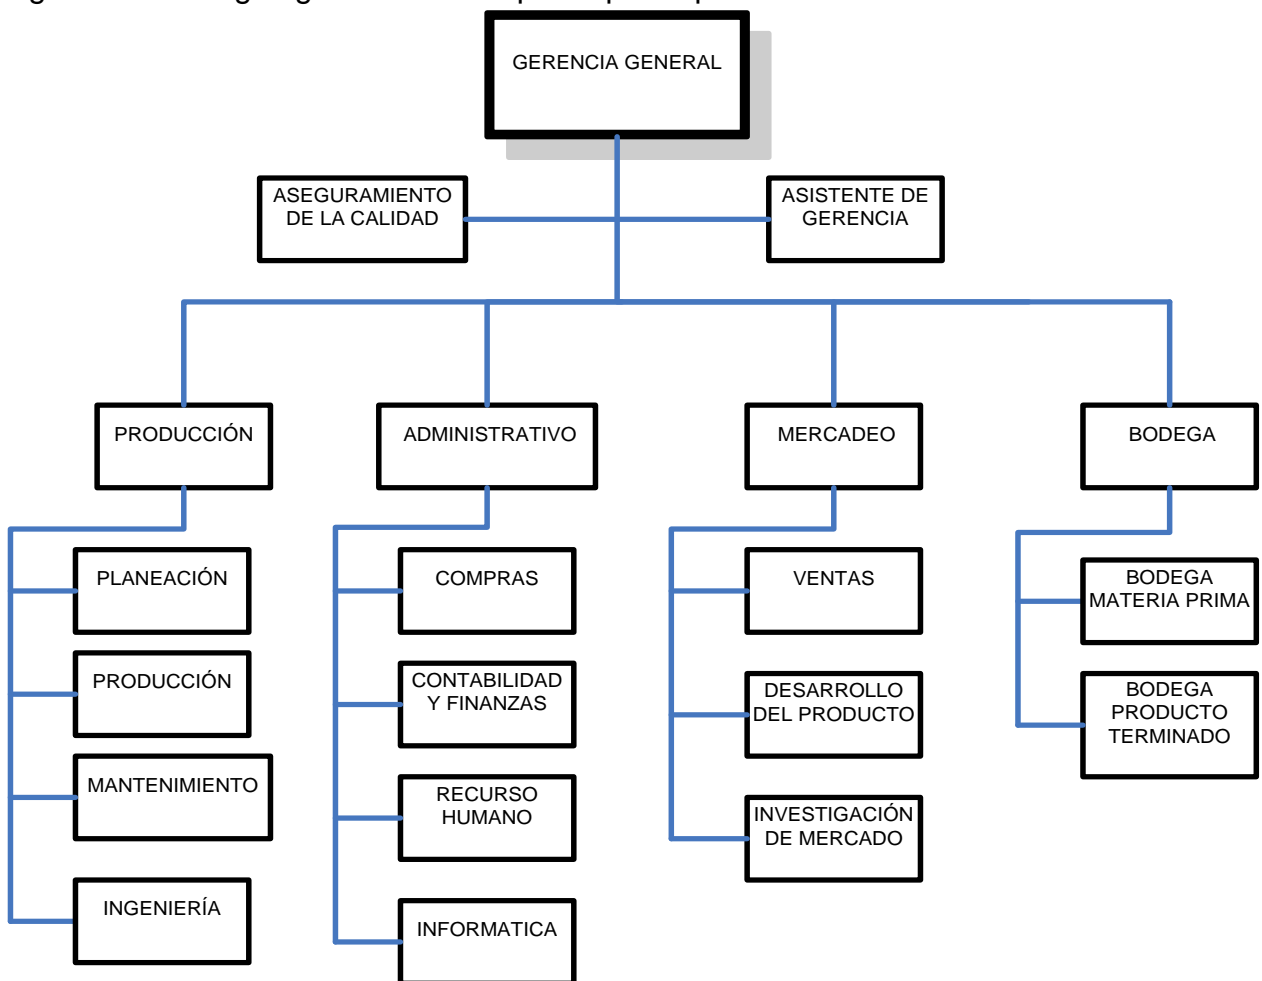 GERENCIA GENERAL
ASEGURAMIENTO
DE LA CALIDAD
ASISTENTE DE
GERENCIA
PRODUCCIÓN
ADMINISTRATIVO
MERCADEO
BODEGA
PLANEACIÓN
PRODUCCIÓN
MANTENIMIENTO
INGENIERÍA
COMPRAS
CONTABILIDAD
Y FINANZAS
RECURSO
HUMANO
INFORMATICA
VENTAS
DESARROLLO
DEL PRODUCTO
INVESTIGACIÓN
DE MERCADO
BODEGA
MATERIA PRIMA
BODEGA
PRODUCTO
TERMINADO